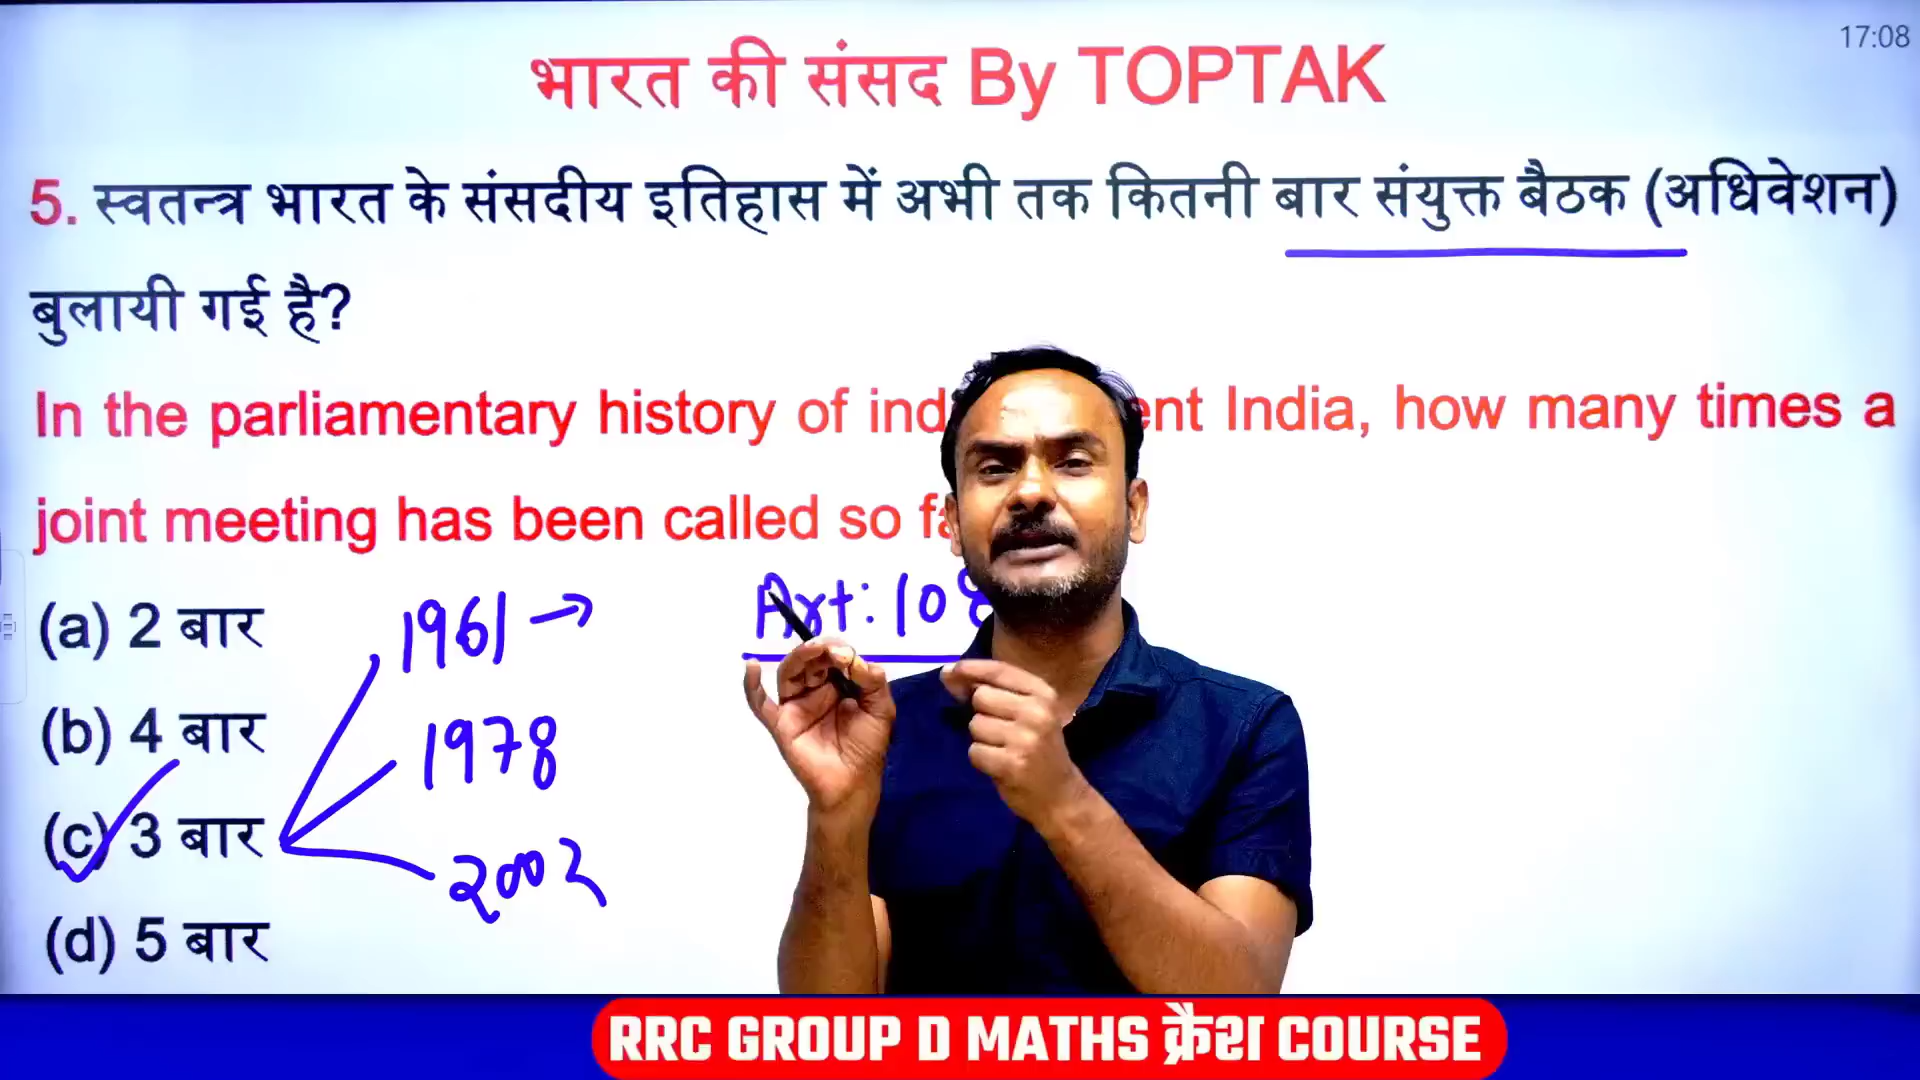 17:08
भारत की संसद By TOPTAK
5. स्वतन्त्र भारत के संसदीय इतिहास में अभी तक कितनी बार संयुक्त बैठक (अधिवेशन)
बुलायी गई है?
In the parliamentary history of ind ent India, how many times a
joint meeting has been called so fa
Art: 108
(a) 2 बार
1961 →
(b) 4 बार
1978
(c) 3 बार
२००२
(d) 5 बार
RRC GROUP D MATHS क्रैश COURSE